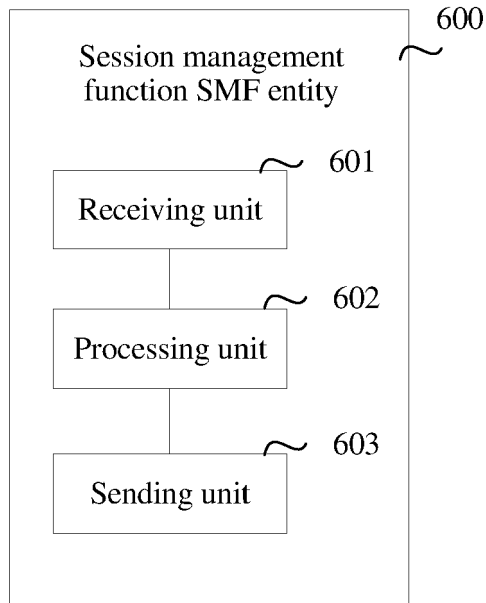 600
Session management
function SMF entity
601
Receiving unit
602
Processing unit
603
Sending unit